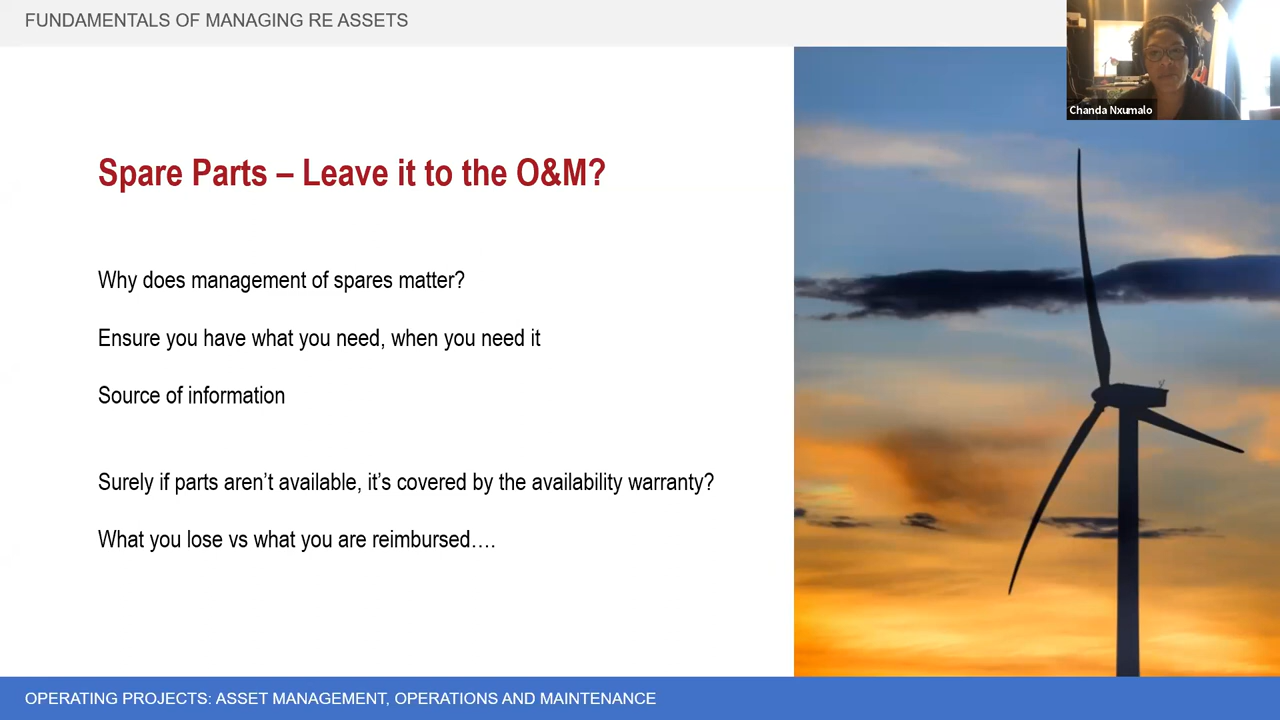 FUNDAMENTALS OF MANAGING RE ASSETS
Chanda Nxumalo
Spare Parts – Leave it to the O&M?
Why does management of spares matter?
Ensure you have what you need, when you need it
Source of information
Surely if parts aren’t available, it’s covered by the availability warranty?
What you lose vs what you are reimbursed….
OPERATING PROJECTS: ASSET MANAGEMENT, OPERATIONS AND MAINTENANCE